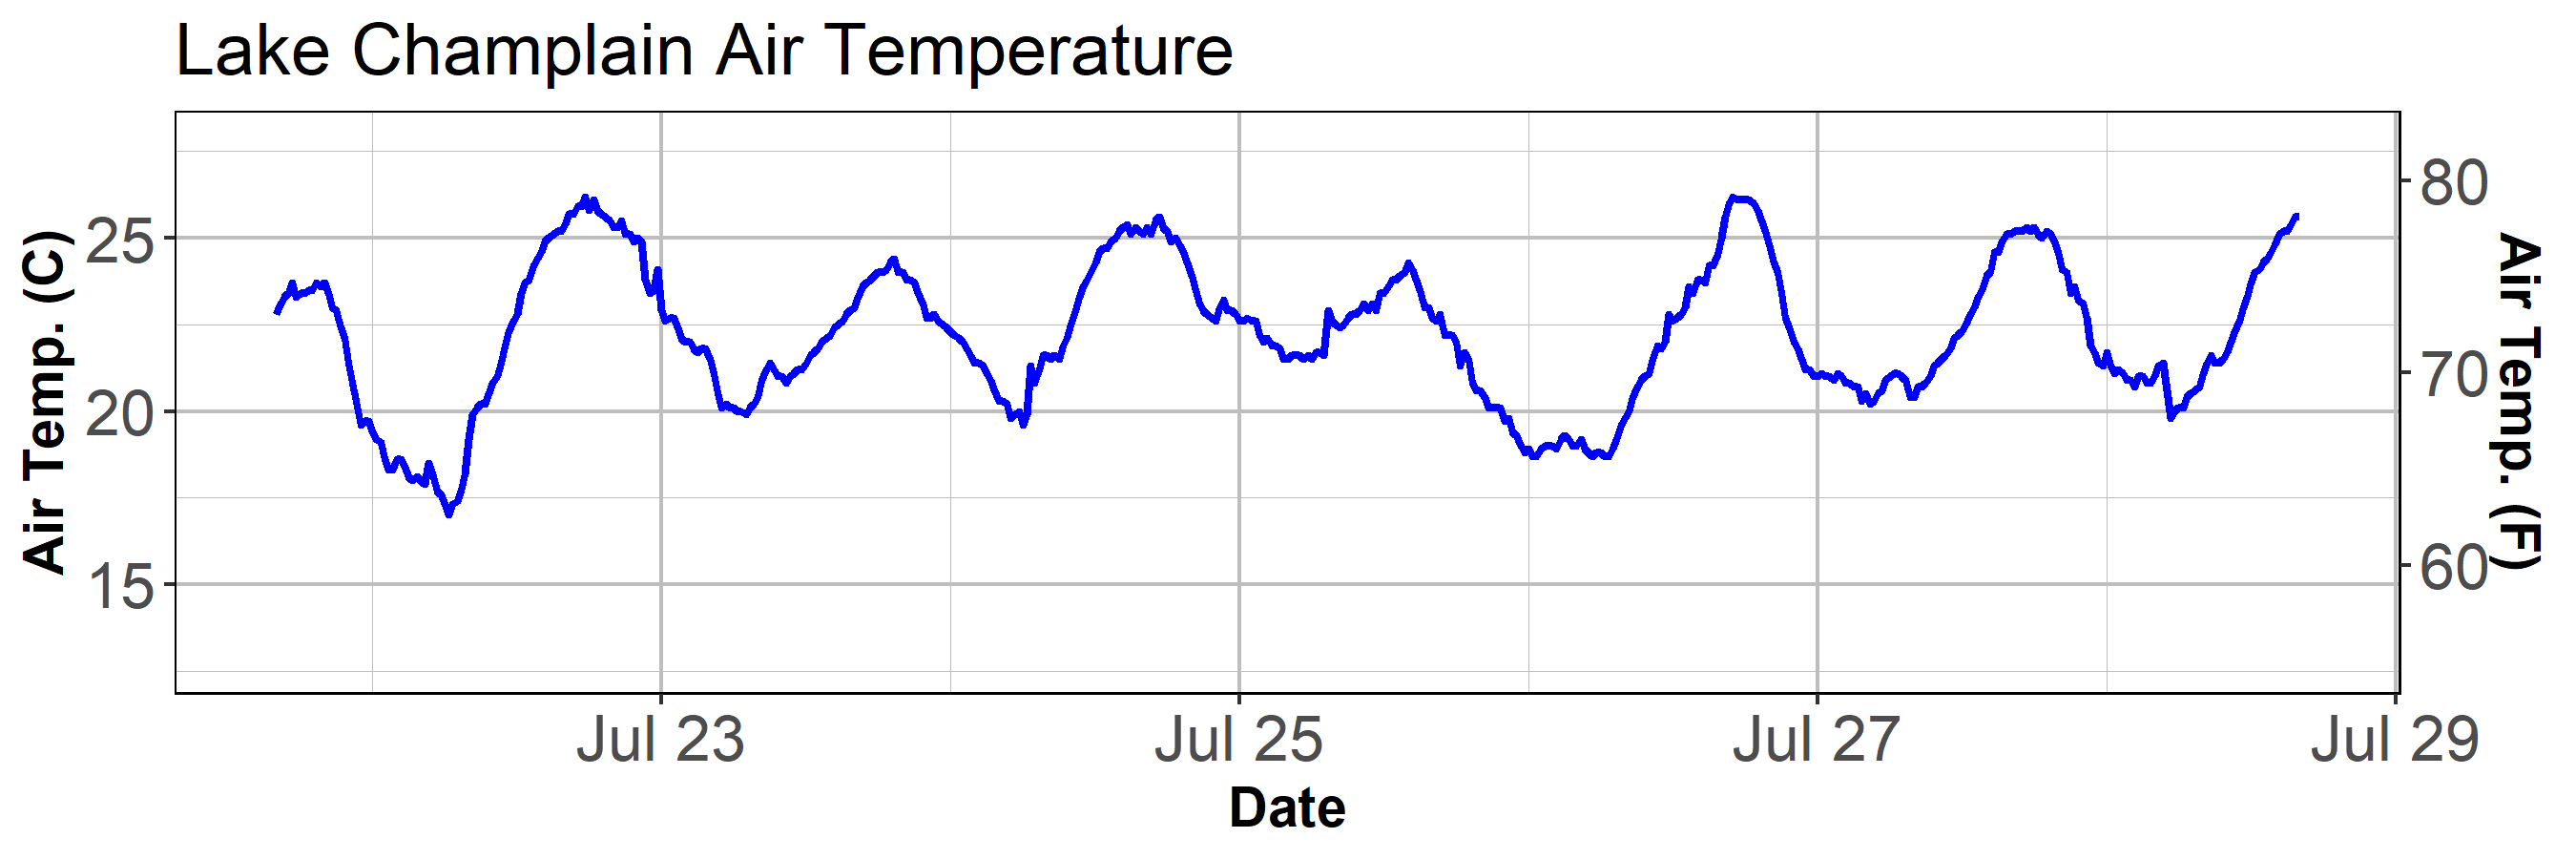 Lake Champlain Air Temperature
Air Temp. (C)
25
20
15
80
70
60
Air Temp. (F)
Jul 23 Jul 25 Jul 27 Jul 29
Date